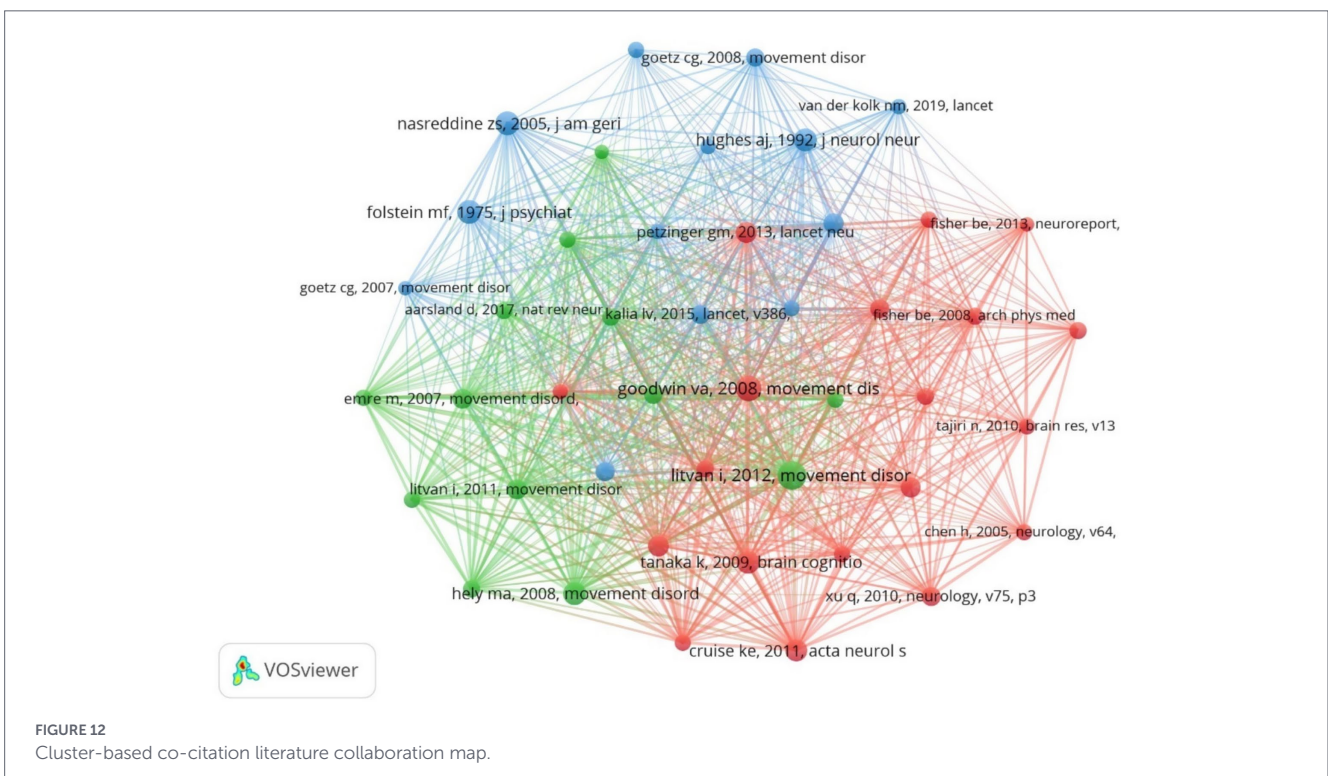 goetz cg, 2008, movement disor
van der kolk nm, 2019, lancet
nasreddine zs, 2005, j am geri
hughes aj, 1992, j neurol neur
folstein mf, 1975, j psychiat
petzinger gm, 2013, lancet neu
fisher be, 2013, neuroreport,
goetz cg, 2007, movement disor
aarsland d, 2017, nat rev neur
kalia lv, 2015, lancet, v386,
fisher be, 2008, arch phys med
emre m, 2007, movement disord,
goodwin va, 2008, movement dis
tajiri n, 2010, brain res, v13
litvan i, 2012, movement disor
litvan i, 2011, movement disor
chen h, 2005, neurology, v64,
tanaka k, 2009, brain cognitio
hely ma, 2008, movement disord
xu q, 2010, neurology, v75, p3
cruise ke, 2011, acta neurol s
VOSviewer
FIGURE 12
Cluster-based co-citation literature collaboration map.